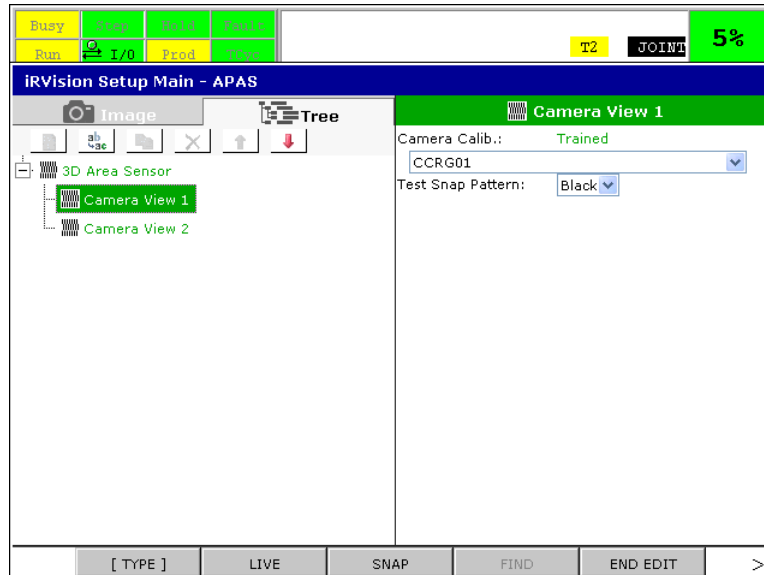 Busy Step Hold Fault
Run I/O Prod TCyc
T2 JOINT 5%
iRVision Setup Main - APAS
Image Tree
Camera View 1
ab
ac
Camera Calib.: Trained
3D Area Sensor
CCRG01
Camera View 1
Test Snap Pattern: Black
Camera View 2
[ TYPE ] LIVE SNAP FIND END EDIT >